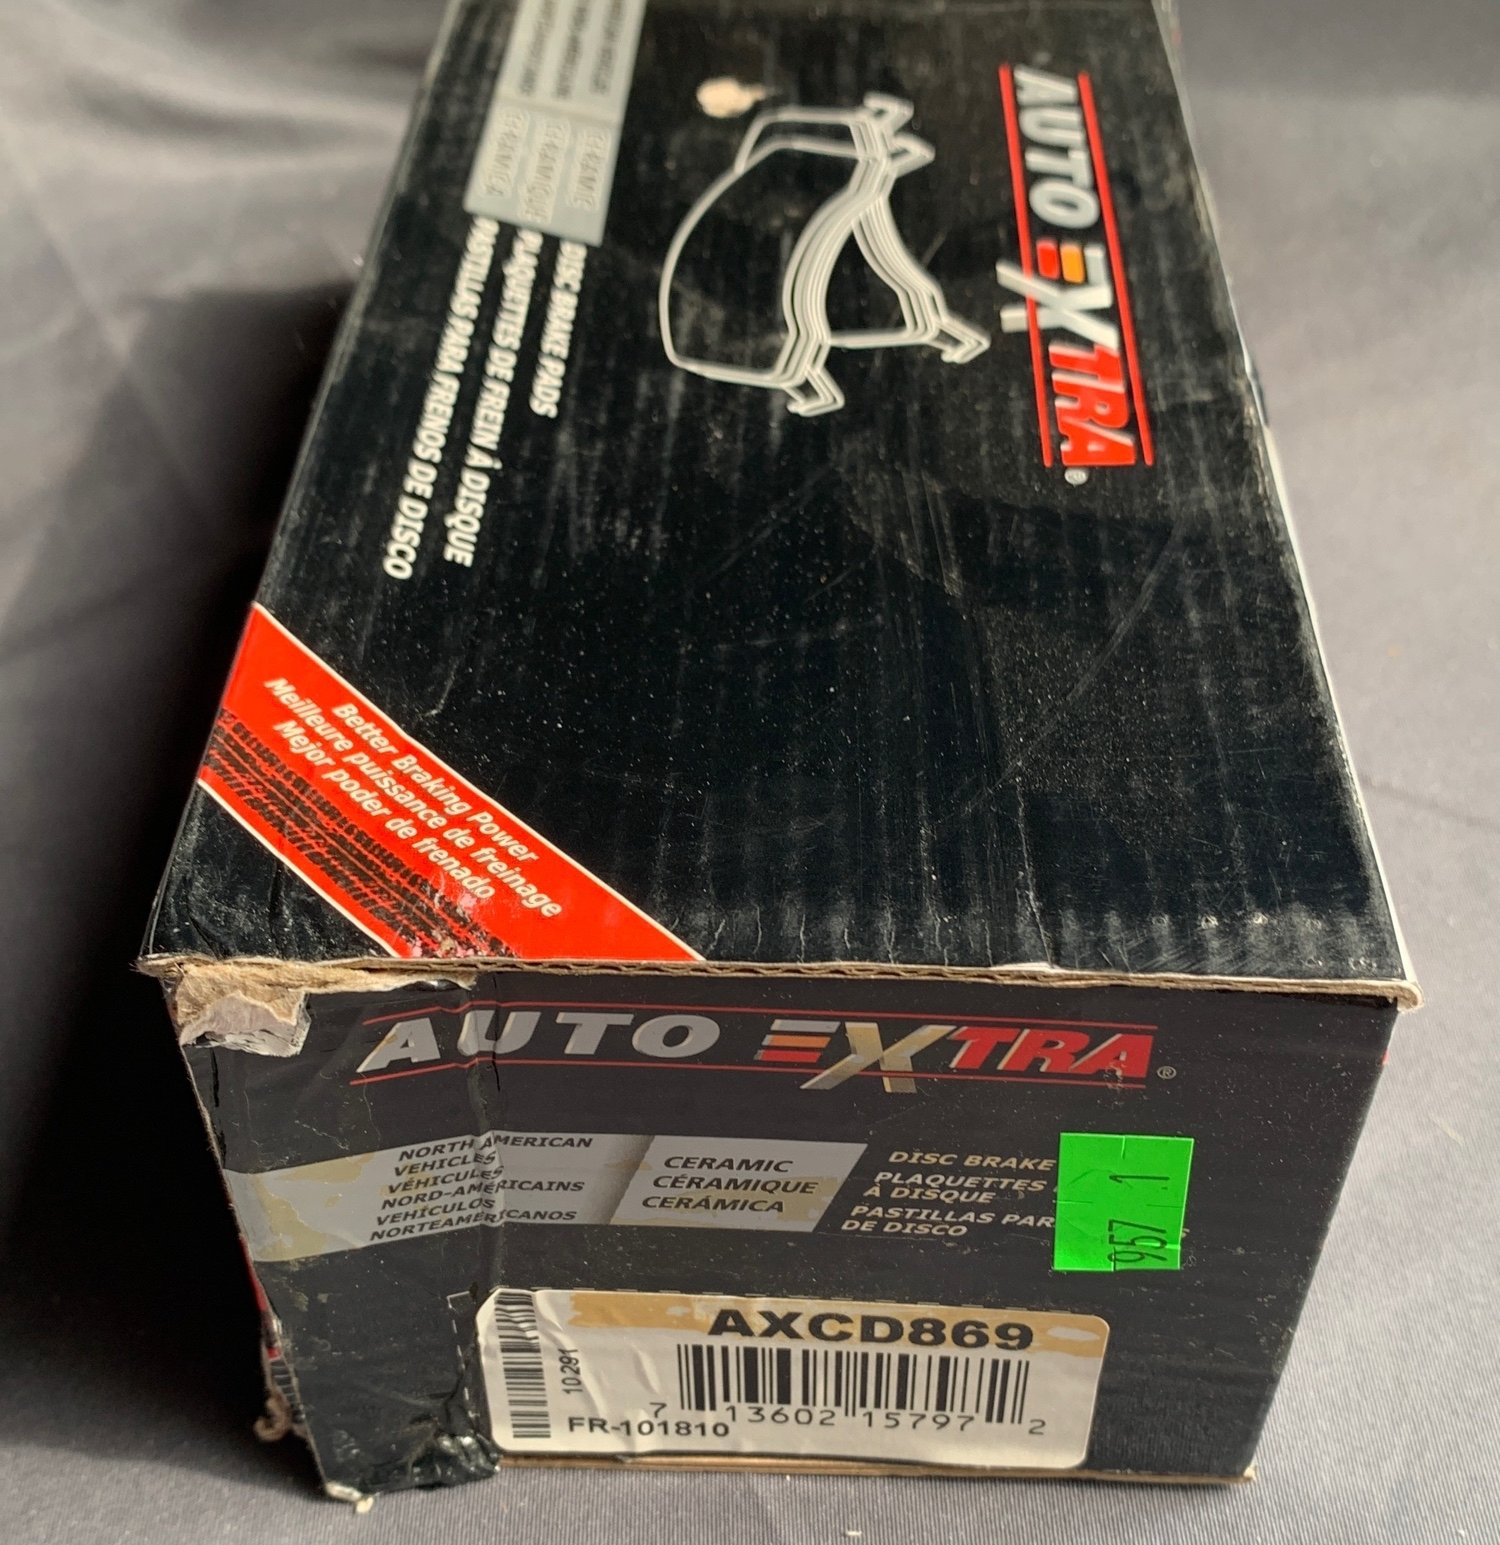 AUTO EXTRA®
CERAMIC
CÉRAMIQUE
CERÁMICA
DISC BRAKE PADS
PLAQUETTES DE FREIN À DISQUE
PASTILLAS PARA FRENOS DE DISCO
Better Braking Power
Meilleure puissance de freinage
Mejor poder de frenado
AUTO EXTRA®
NORTH AMERICAN
VEHICLES
VÉHICULES
NORD-AMÉRICAINS
VEHÍCULOS
NORTEAMERICANOS
CERAMIC
CÉRAMIQUE
CERÁMICA
DISC BRAKE
PLAQUETTES
À DISQUE
PASTILLAS PAR
DE DISCO
957 1
AXCD869
10291
7 13602 15797 2
FR-101810